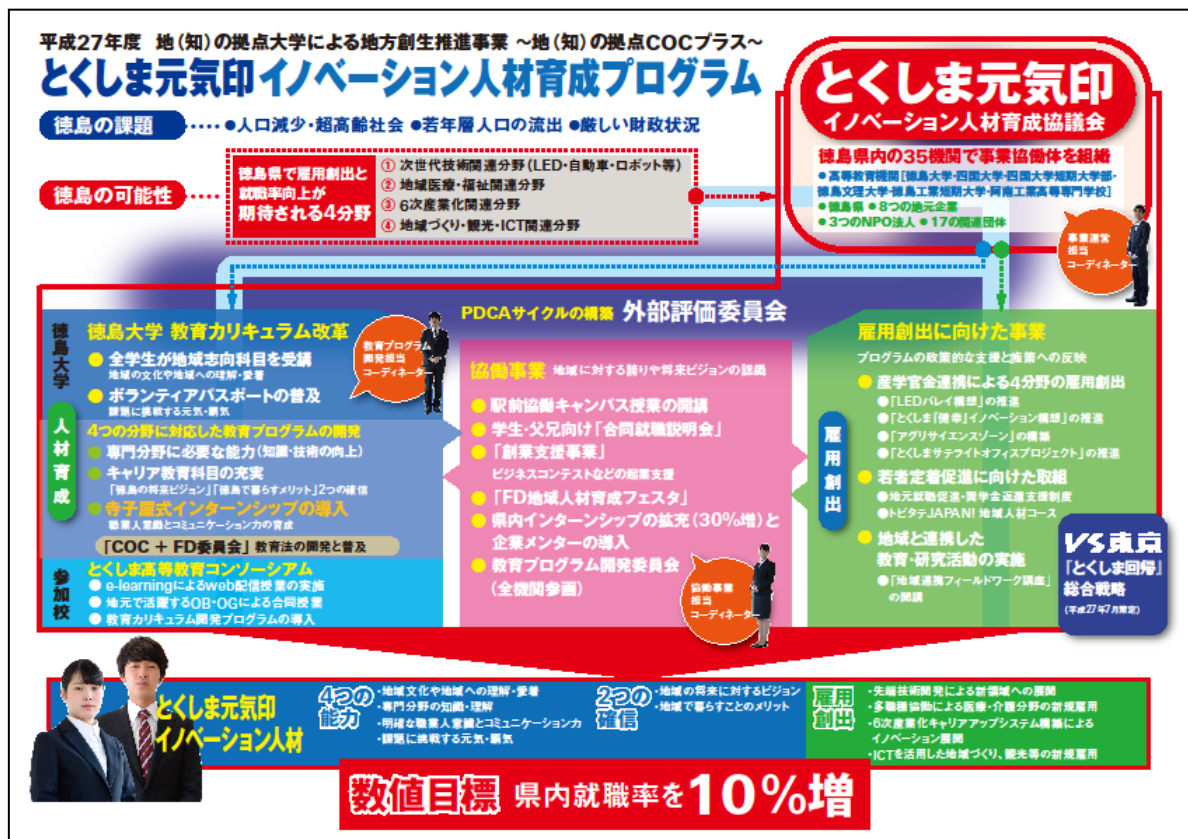 平成27年度 地(知)の拠点大学による地方創生推進事業 ～地(知)の拠点COCプラス～
とくしま元気印イノベーション人材育成プログラム
徳島の課題
●人口減少・超高齢社会 ●若年層人口の流出 ●厳しい財政状況
徳島の可能性
徳島県で雇用創出と
就職率向上が
期待される4分野
① 次世代技術関連分野(LED・自動車・ロボット等)
② 地域医療・福祉関連分野
③ 6次産業化関連分野
④ 地域づくり・観光・ICT関連分野
とくしま元気印
イノベーション人材育成協議会
徳島県内の35機関で事業協働体を組織
●高等教育機関[徳島大学・四国大学・四国大学短期大学部・
徳島文理大学・徳島工業短期大学・阿南工業高等専門学校]
●徳島県 ●8つの地元企業
●3つのNPO法人 ●17の関連団体
事業運営
担当
コーディネーター
徳島大学
人材育成
徳島大学 教育カリキュラム改革
●全学生が地域志向科目を受講
地域の文化や地域への理解・愛着
●ボランティアパスポートの普及
課題に挑戦する元気・覇気
教育プログラム
開発担当
コーディネーター
4つの分野に対応した教育プログラムの開発
●専門分野に必要な能力(知識・技術の向上)
●キャリア教育科目の充実
「徳島の将来ビジョン」「徳島で暮らすメリット」2つの確信
●寺子屋式インターンシップの導入
職業人意識とコミュニケーション力の育成
「COC + FD委員会」教育法の開発と普及
参加校
とくしま高等教育コンソーシアム
●e-learningによるweb配信授業の実施
●地元で活躍するOB・OGによる合同授業
●教育カリキュラム開発プログラムの導入
PDCAサイクルの構築 外部評価委員会
協働事業 地域に対する誇りや将来ビジョンの認識
●駅前協働キャンパス授業の開講
●学生・父兄向け「合同就職説明会」
●「創業支援事業」
ビジネスコンテストなどの起業支援
●「FD地域人材育成フェスタ」
●県内インターンシップの拡充(30%増)と
企業メンターの導入
●教育プログラム開発委員会
(全機関参画)
協働事業
担当
コーディネーター
雇用創出
雇用創出に向けた事業
プログラムの政策的な支援と施策への反映
●産学官金連携による4分野の雇用創出
●「LEDバレイ構想」の推進
●「とくしま「健幸」イノベーション構想」の推進
●「アグリサイエンスゾーン」の構築
●「とくしまサテライトオフィスプロジェクト」の推進
●若者定着促進に向けた取組
●地元就職促進・奨学金返還支援制度
●トビタテJAPAN! 地域人材コース
●地域と連携した
教育・研究活動の実施
●「地域連携フィールドワーク講座」
の開講
VS東京
『とくしま回帰』
総合戦略
(平成27年7月策定)
とくしま元気印
イノベーション人材
4つの
能力
・地域文化や地域への理解・愛着
・専門分野の知識・理解
・明確な職業人意識とコミュニケーション力
・課題に挑戦する元気・覇気
2つの
確信
・地域の将来に対するビジョン
・地域で暮らすことのメリット
雇用
創出
・先端技術開発による新領域への展開
・多職種協働による医療・介護分野の新規雇用
・6次産業化キャリアアップシステム構築による
イノベーション展開
・ICTを活用した地域づくり、観光等の新規雇用
数値目標 県内就職率を10%増